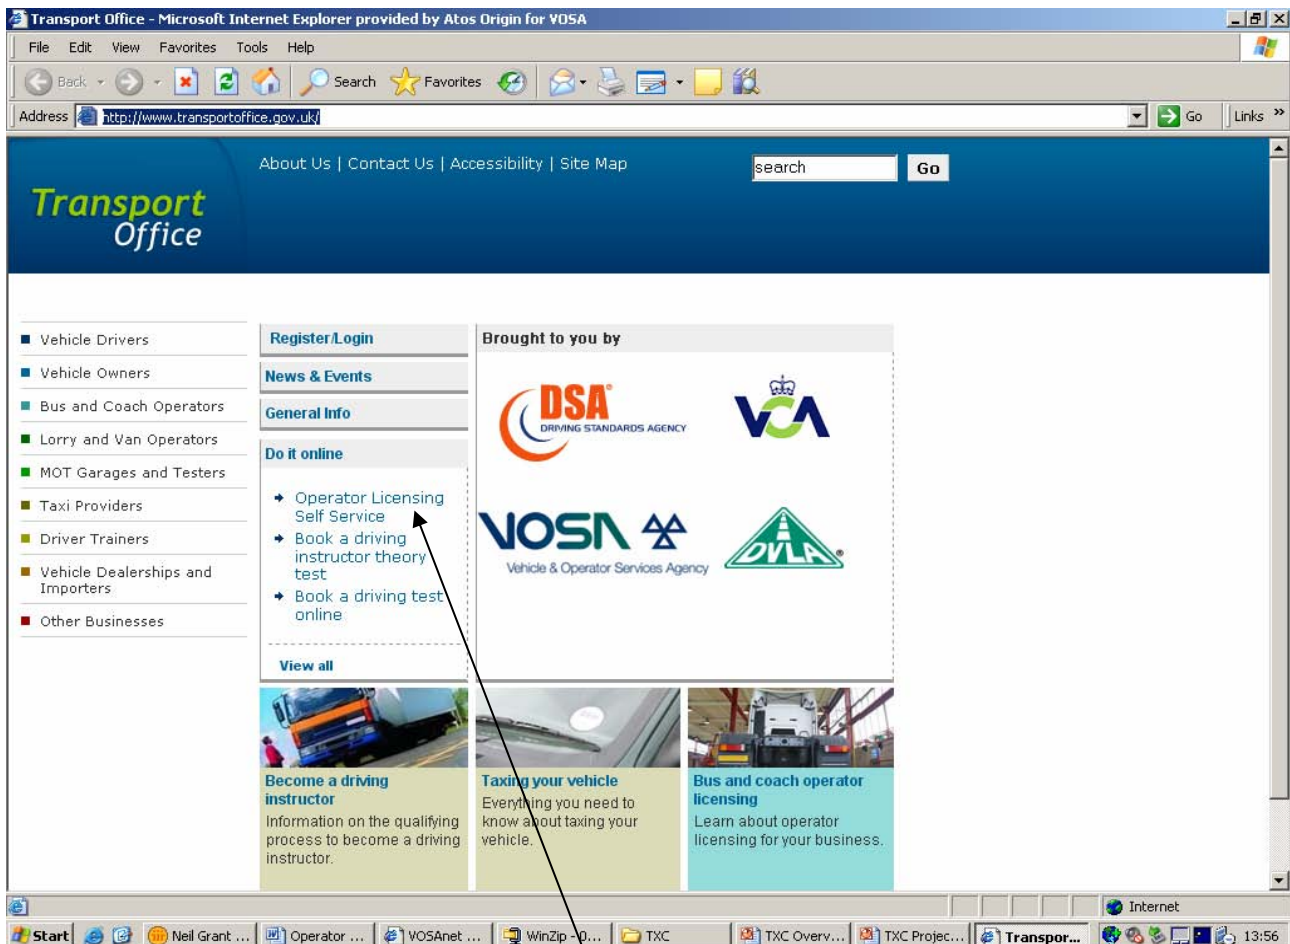 Transport Office - Microsoft Internet Explorer provided by Atos Origin for VOSA
File Edit View Favorites Tools Help
Back Search Favorites
Address http://www.transportoffice.gov.uk/ Go Links »
About Us | Contact Us | Accessibility | Site Map
search Go
Transport
Office
Vehicle Drivers
Vehicle Owners
Bus and Coach Operators
Lorry and Van Operators
MOT Garages and Testers
Taxi Providers
Driver Trainers
Vehicle Dealerships and
Importers
Other Businesses
Register/Login
News & Events
General Info
Do it online
Operator Licensing
Self Service
Book a driving
instructor theory
test
Book a driving test
online
View all
Brought to you by
DSA®
DRIVING STANDARDS AGENCY
VCA
VOSA
Vehicle & Operator Services Agency
DVLA®
Become a driving
instructor
Information on the qualifying
process to become a driving
instructor.
Taxing your vehicle
Everything you need to
know about taxing your
vehicle.
Bus and coach operator
licensing
Learn about operator
licensing for your business.
Internet
Start Neil Grant ... Operator ... VOSAnet ... WinZip - ... TXC TXC Overv... TXC Projec... Transpor... 13:56